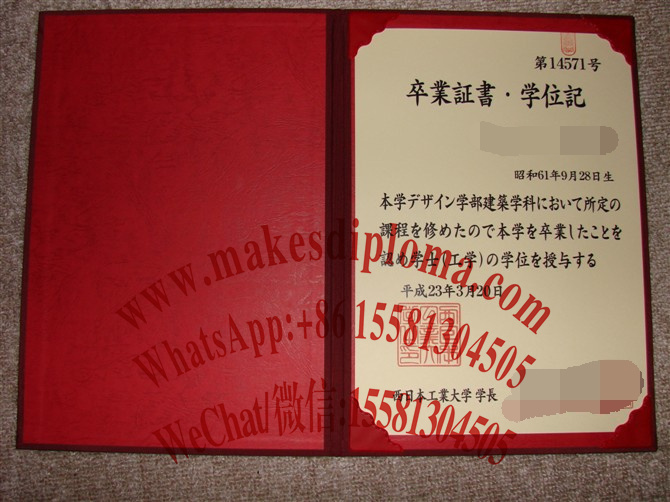 第14571号
卒業証書・学位記
昭和61年9月28日生
本学デザイン学部建築学科において所定の
課程を修めたので本学を卒業したことを
認め学士(工学)の学位を授与する
平成23年3月20日
西日本工業大学 学長
www.makesdiploma.com
WhatsApp:+86 15581304505
WeChat/微信:15581304505